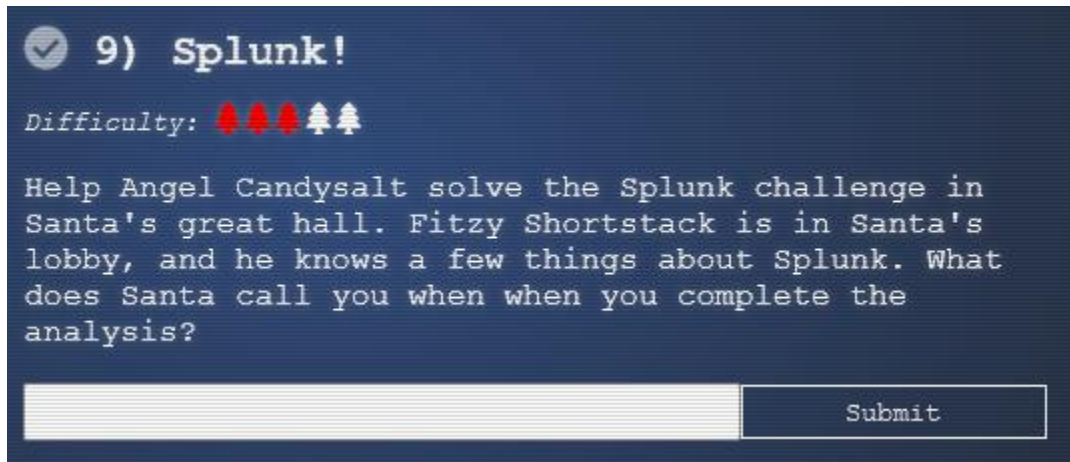 9) Splunk!
Difficulty:
Help Angel Candysalt solve the Splunk challenge in
Santa's great hall. Fitzy Shortstack is in Santa's
lobby, and he knows a few things about Splunk. What
does Santa call you when when you complete the
analysis?
Submit